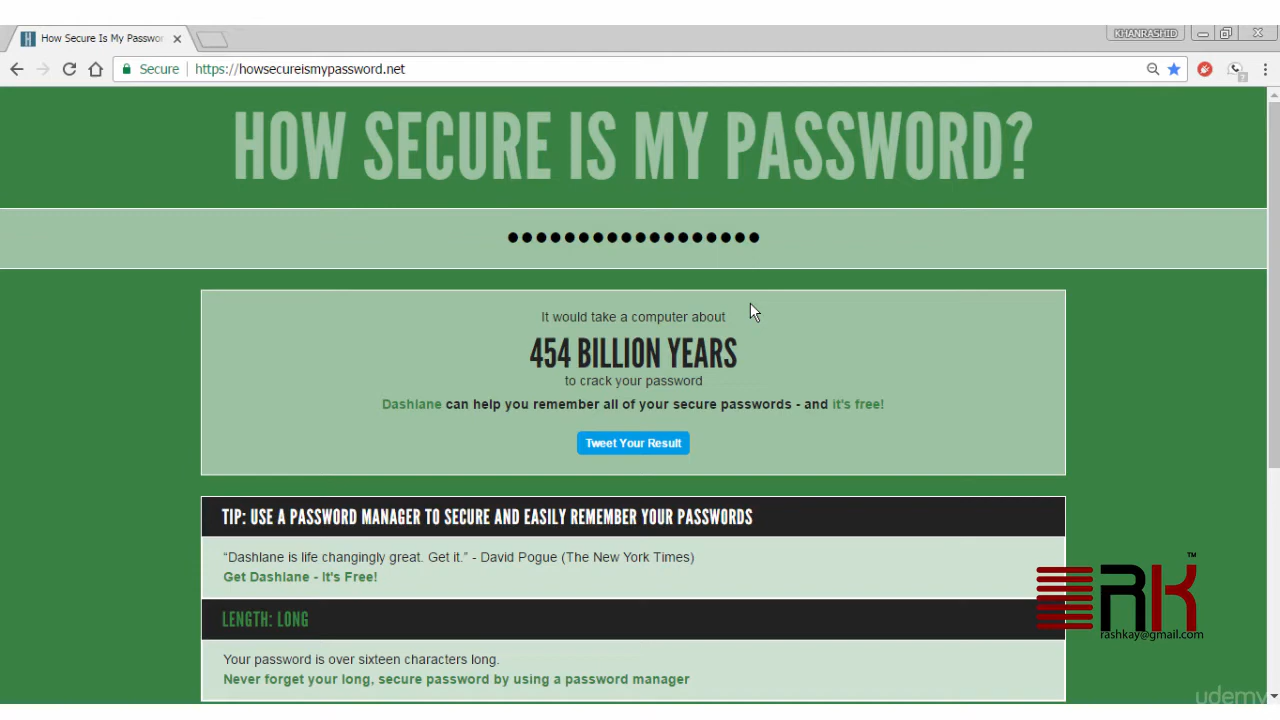 How Secure Is My Passwor
KHANRASHID
Secure
https://howsecureismypassword.net
HOW SECURE IS MY PASSWORD?
••••••••••••••••••
It would take a computer about
454 BILLION YEARS
to crack your password
Dashlane can help you remember all of your secure passwords - and it's free!
Tweet Your Result
TIP: USE A PASSWORD MANAGER TO SECURE AND EASILY REMEMBER YOUR PASSWORDS
“Dashlane is life changingly great. Get it.” - David Pogue (The New York Times)
Get Dashlane - It's Free!
LENGTH: LONG
Your password is over sixteen characters long.
Never forget your long, secure password by using a password manager
RK™
rashkay@gmail.com
udemy